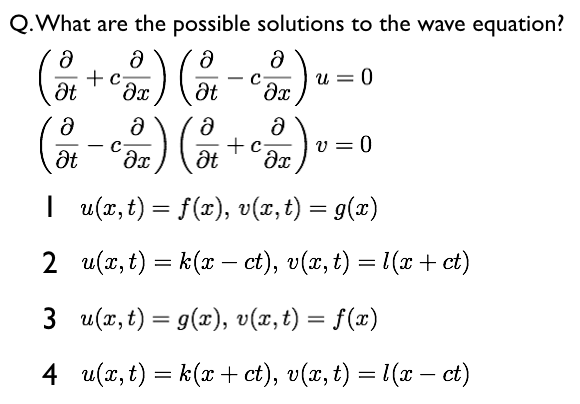 Q. What are the possible solutions to the wave equation?
(∂/∂t + c ∂/∂x)(∂/∂t − c ∂/∂x) u = 0
(∂/∂t − c ∂/∂x)(∂/∂t + c ∂/∂x) v = 0
1 u(x, t) = f(x), v(x, t) = g(x)
2 u(x, t) = k(x − ct), v(x, t) = l(x + ct)
3 u(x, t) = g(x), v(x, t) = f(x)
4 u(x, t) = k(x + ct), v(x, t) = l(x − ct)